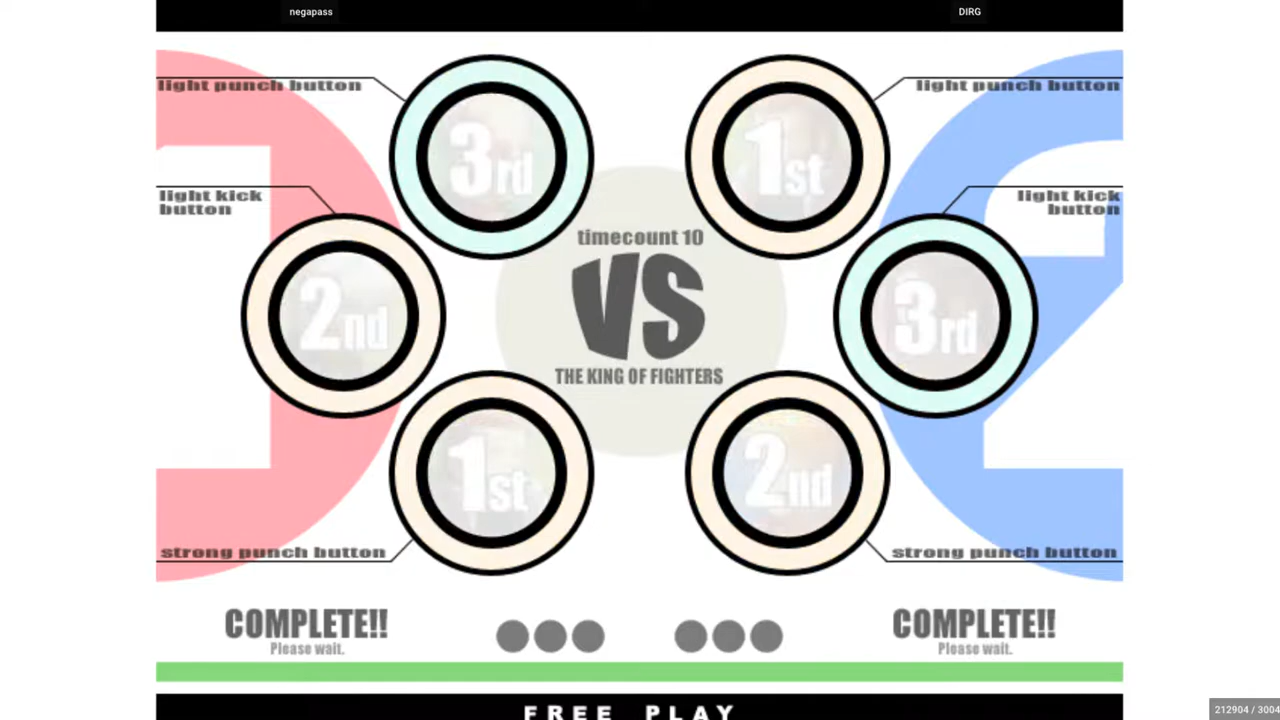 negapass
DIRG
light punch button
light punch button
3rd
1st
light kick
button
light kick
button
timecount 10
VS
THE KING OF FIGHTERS
2nd
3rd
1st
2nd
strong punch button
strong punch button
COMPLETE!!
Please wait.
COMPLETE!!
Please wait.
FREE PLAY
212904 / 3004